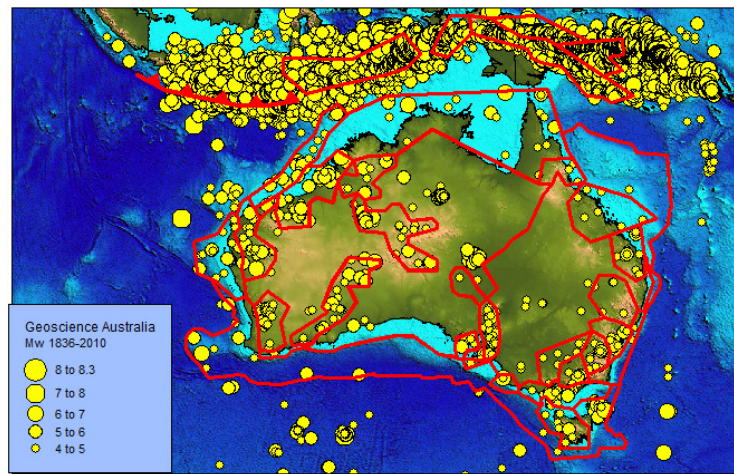 Geoscience Australia
Mw 1836-2010
8 to 8.3
7 to 8
6 to 7
5 to 6
4 to 5